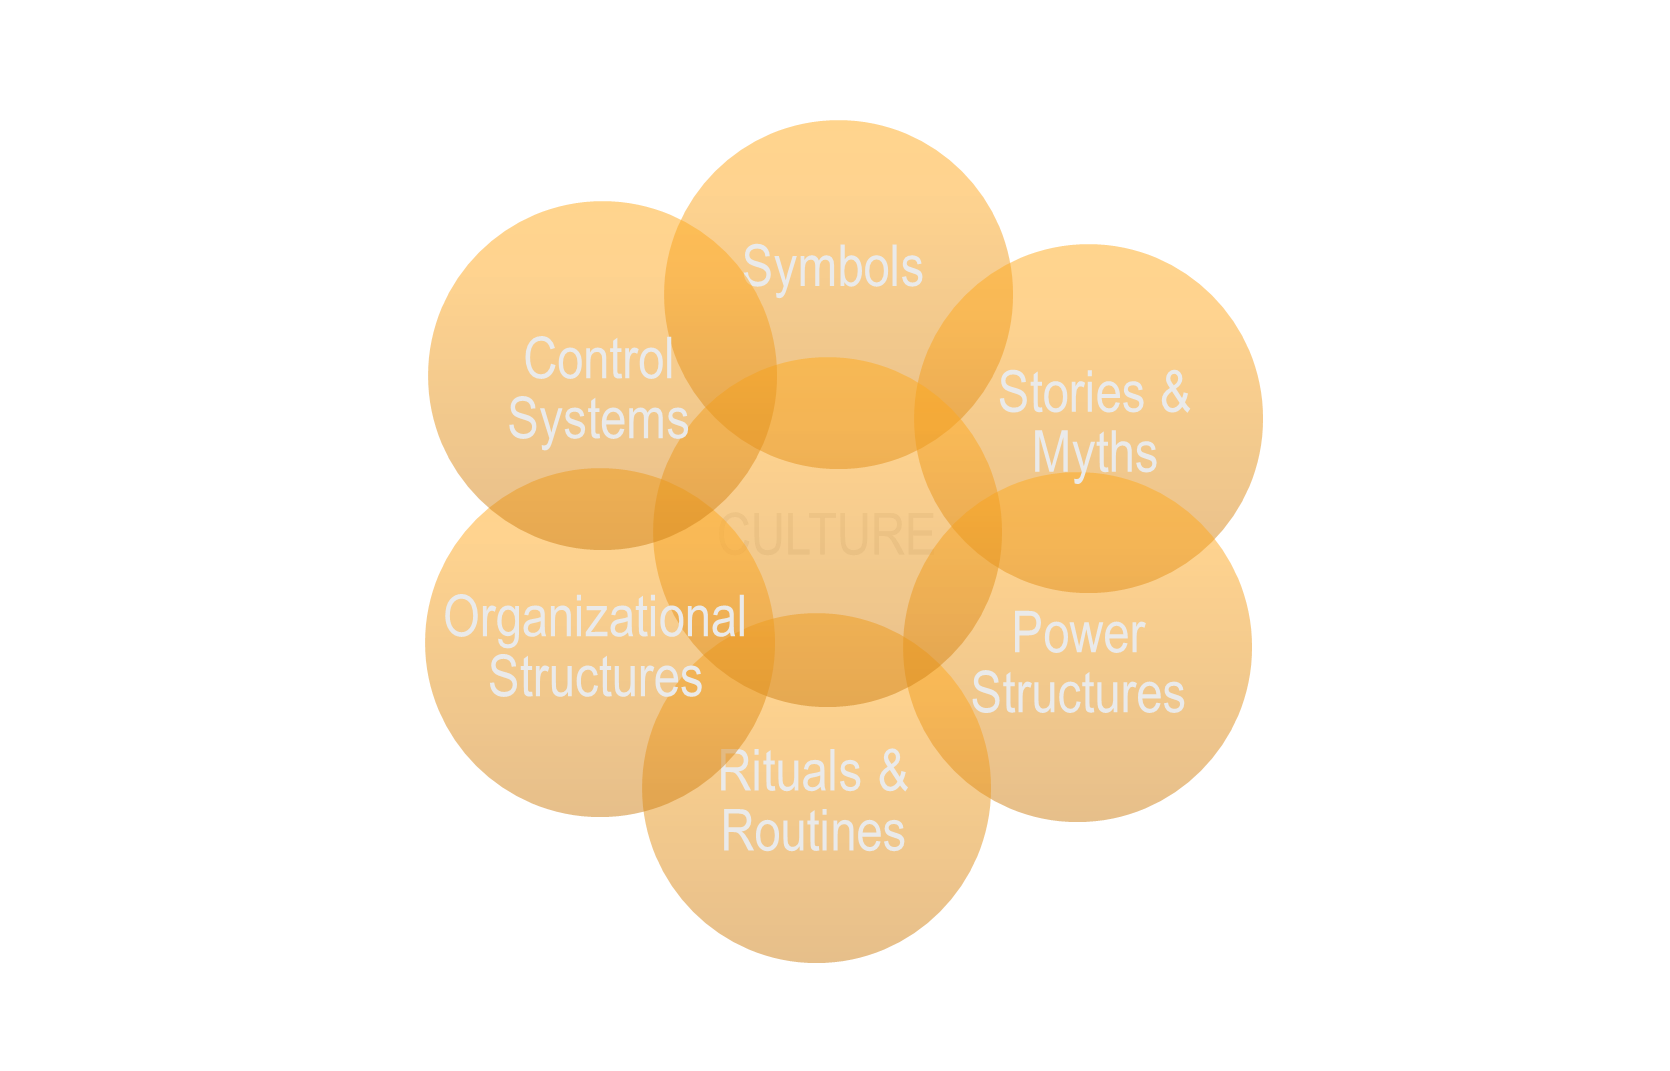 Symbols
Control
Systems
Stories &
Myths
CULTURE
Organizational
Structures
Power
Structures
Rituals &
Routines